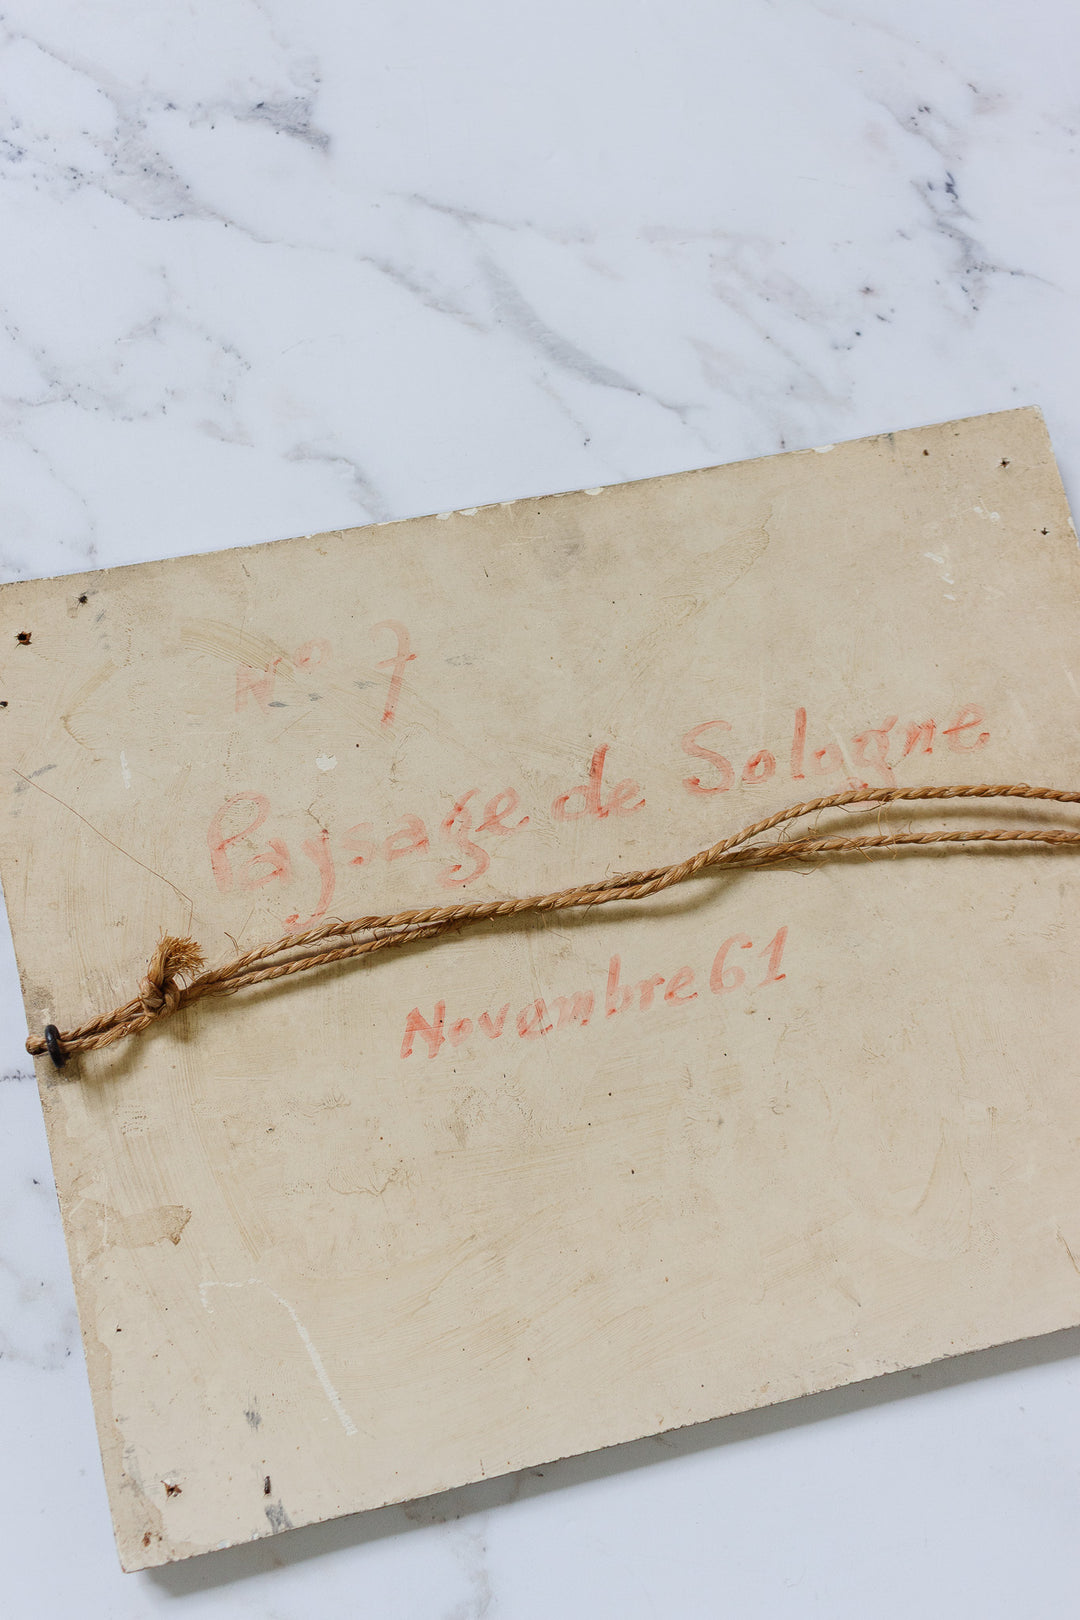 N° 7
Paysage de Sologne
Novembre 61